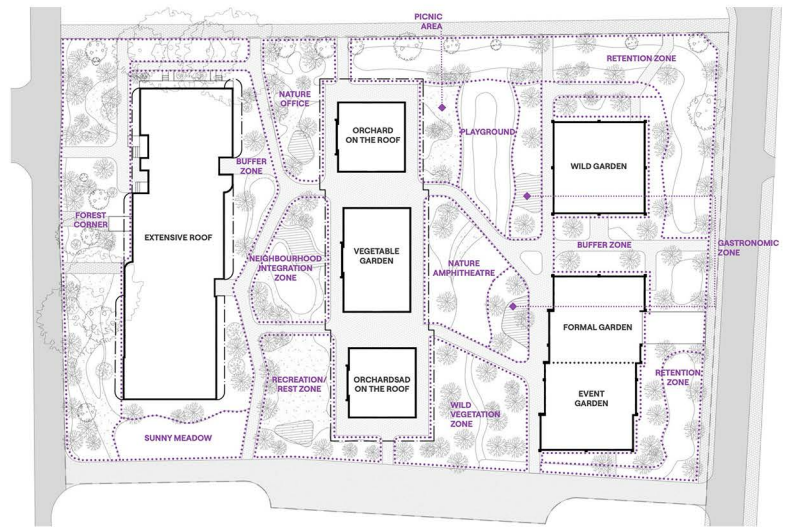 PICNIC
AREA
RETENTION ZONE
NATURE
OFFICE
ORCHARD
ON THE ROOF
PLAYGROUND
WILD GARDEN
BUFFER
ZONE
FOREST
CORNER
EXTENSIVE ROOF
NEIGHBOURHOOD
INTEGRATION
ZONE
VEGETABLE
GARDEN
NATURE
AMPHITHEATRE
BUFFER ZONE
GASTRONOMIC
ZONE
FORMAL GARDEN
RECREATION/
REST ZONE
ORCHARDSAD
ON THE ROOF
RETENTION
ZONE
EVENT
GARDEN
WILD
VEGETATION
ZONE
SUNNY MEADOW